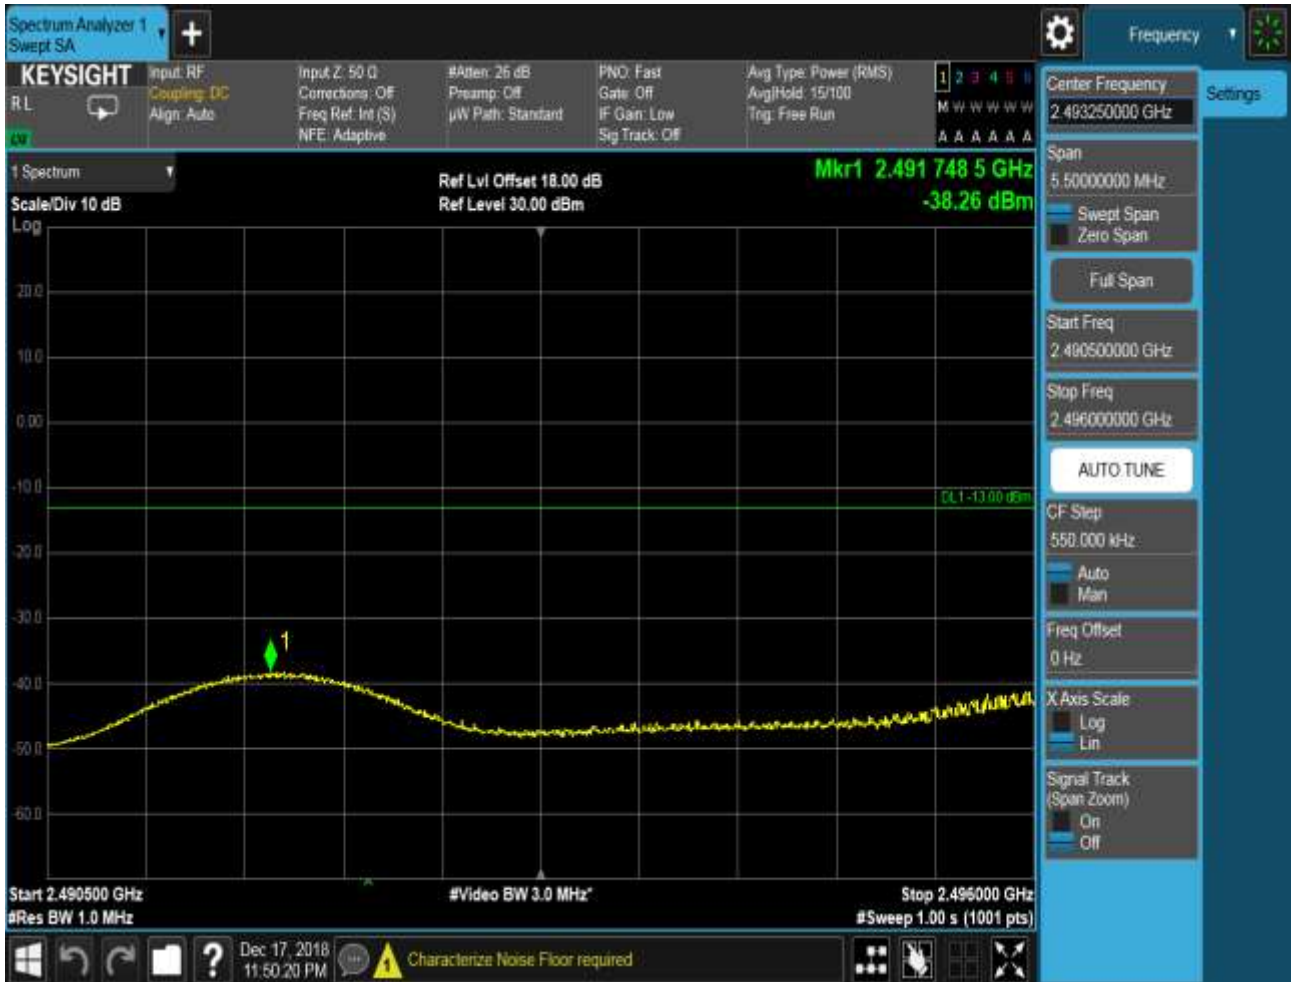 Spectrum Analyzer 1
Swept SA
+
Frequency
KEYSIGHT
RL
Input: RF
Coupling: DC
Align: Auto
Input Z: 50 Ω
Corrections: Off
Freq Ref: Int (S)
NFE: Adaptive
#Atten: 26 dB
Preamp: Off
µW Path: Standard
PNO: Fast
Gate: Off
IF Gain: Low
Sig Track: Off
Avg Type: Power (RMS)
Avg|Hold: 15/100
Trig: Free Run
1 2 3 4 5 6
M W W W W W
A A A A A A
1 Spectrum
Scale/Div 10 dB
Log
Ref Lvl Offset 18.00 dB
Ref Level 30.00 dBm
Mkr1 2.491 748 5 GHz
-38.26 dBm
20.0
10.0
0.00
-10.0
DL1 -13.00 dBm
-20.0
-30.0
1
-40.0
-50.0
-60.0
Start 2.490500 GHz
#Res BW 1.0 MHz
#Video BW 3.0 MHz*
Stop 2.496000 GHz
#Sweep 1.00 s (1001 pts)
Center Frequency
2.493250000 GHz
Settings
Span
5.50000000 MHz
Swept Span
Zero Span
Full Span
Start Freq
2.490500000 GHz
Stop Freq
2.496000000 GHz
AUTO TUNE
CF Step
550.000 kHz
Auto
Man
Freq Offset
0 Hz
X Axis Scale
Log
Lin
Signal Track
(Span Zoom)
On
Off
?
Dec 17, 2018
11:50:20 PM
Characterize Noise Floor required